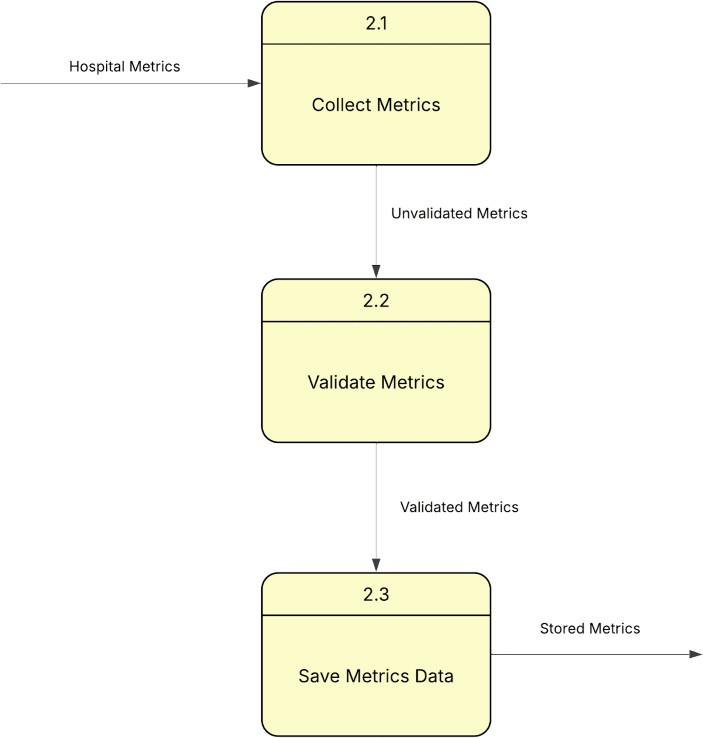 2.1
Hospital Metrics
Collect Metrics
Unvalidated Metrics
2.2
Validate Metrics
Validated Metrics
2.3
Stored Metrics
Save Metrics Data